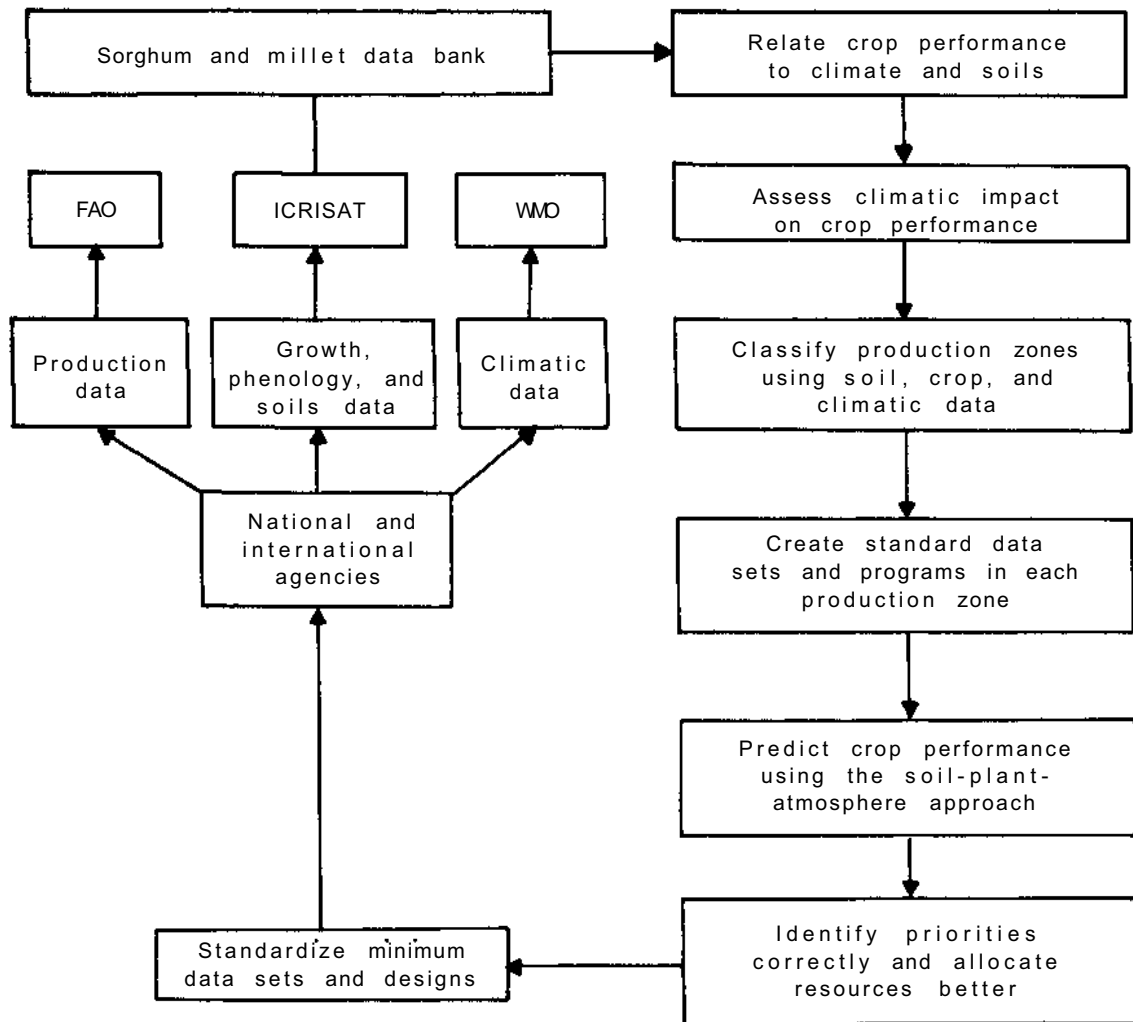 Sorghum and millet data bank
Relate crop performance
to climate and soils
FAO
ICRISAT
WMO
Assess climatic impact
on crop performance
Production
data
Growth,
phenology, and
soils data
Climatic
data
Classify production zones
using soil, crop, and
climatic data
National and
international
agencies
Create standard data
sets and programs in each
production zone
Predict crop performance
using the soil-plant-
atmosphere approach
Standardize minimum
data sets and designs
Identify priorities
correctly and allocate
resources better